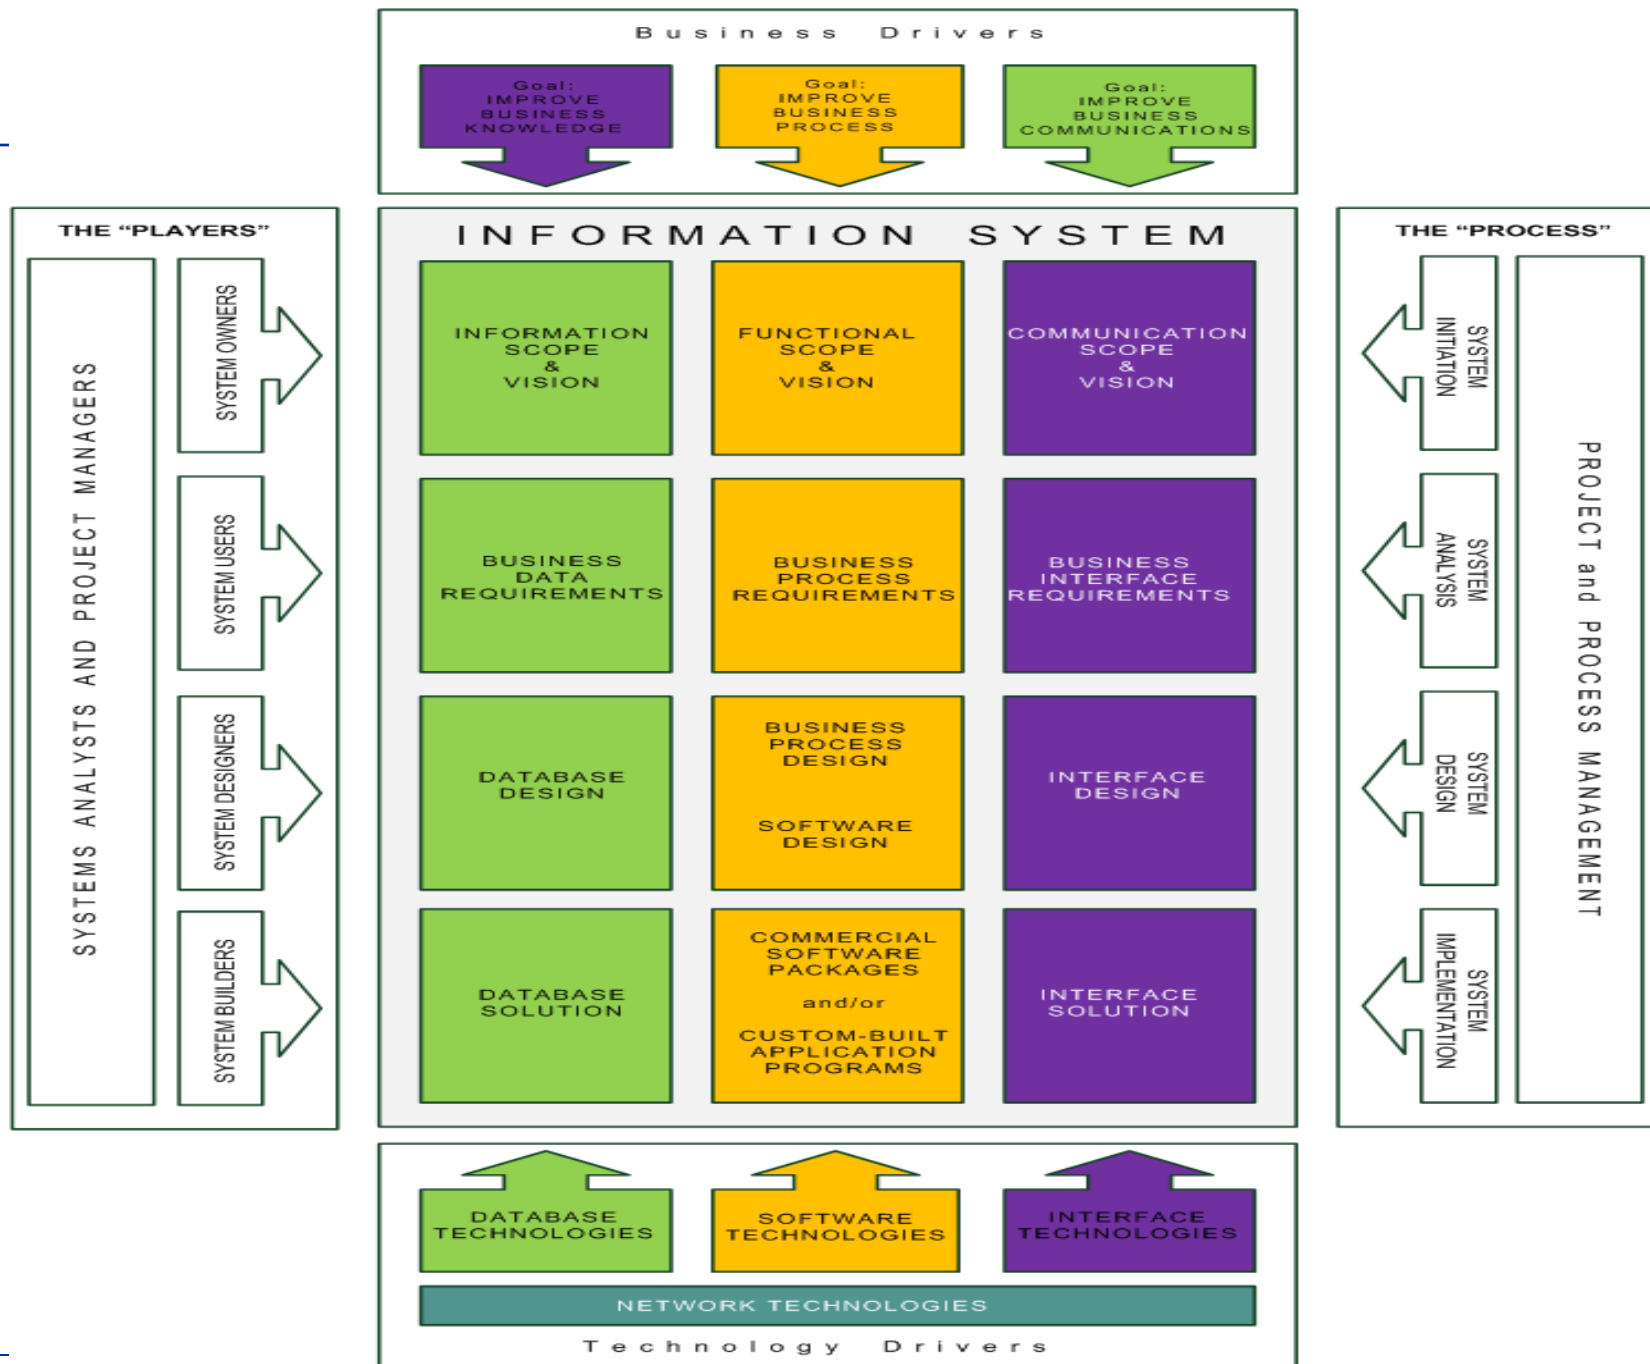 Business Drivers
Goal:
IMPROVE
BUSINESS
KNOWLEDGE
Goal:
IMPROVE
BUSINESS
PROCESS
Goal:
IMPROVE
BUSINESS
COMMUNICATIONS
THE “PLAYERS”
SYSTEMS ANALYSTS AND PROJECT MANAGERS
SYSTEM OWNERS
SYSTEM USERS
SYSTEM DESIGNERS
SYSTEM BUILDERS
INFORMATION SYSTEM
INFORMATION
SCOPE
&
VISION
FUNCTIONAL
SCOPE
&
VISION
COMMUNICATION
SCOPE
&
VISION
BUSINESS
DATA
REQUIREMENTS
BUSINESS
PROCESS
REQUIREMENTS
BUSINESS
INTERFACE
REQUIREMENTS
DATABASE
DESIGN
BUSINESS
PROCESS
DESIGN
SOFTWARE
DESIGN
INTERFACE
DESIGN
DATABASE
SOLUTION
COMMERCIAL
SOFTWARE
PACKAGES
and/or
CUSTOM-BUILT
APPLICATION
PROGRAMS
INTERFACE
SOLUTION
THE “PROCESS”
SYSTEM
INITIATION
SYSTEM
ANALYSIS
SYSTEM
DESIGN
SYSTEM
IMPLEMENTATION
PROJECT and PROCESS MANAGEMENT
DATABASE
TECHNOLOGIES
SOFTWARE
TECHNOLOGIES
INTERFACE
TECHNOLOGIES
NETWORK TECHNOLOGIES
Technology Drivers